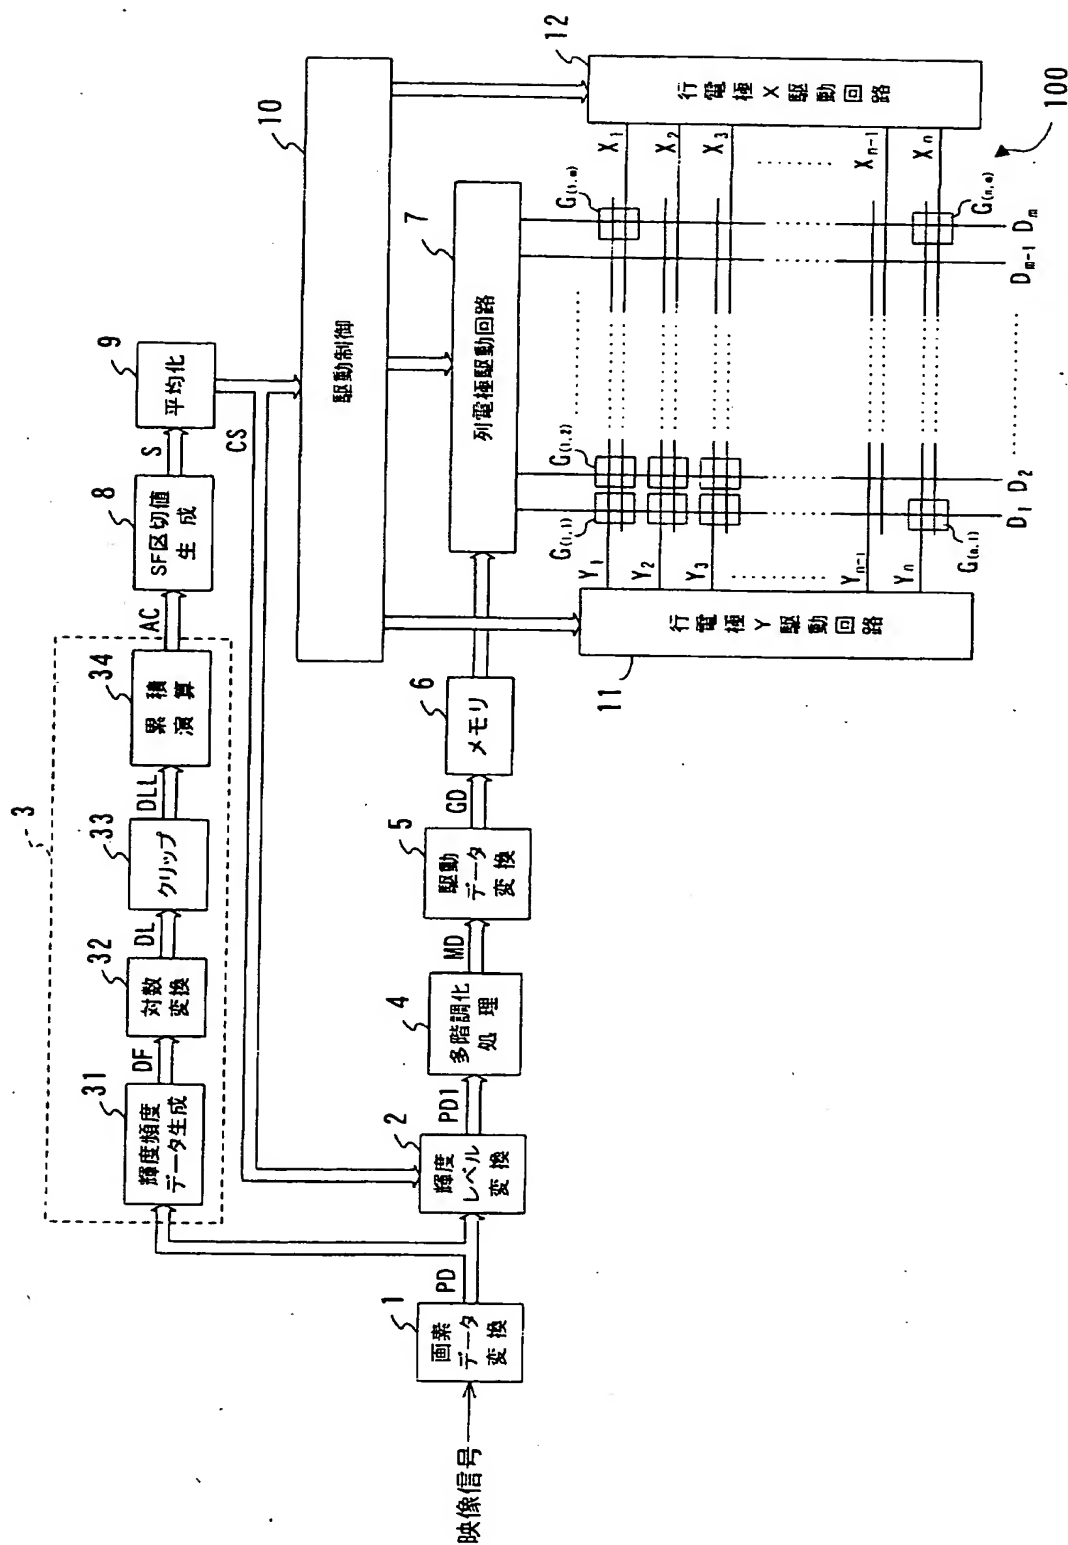 映像信号
1
画素
データ
変換
PD
3
31
輝度頻度
データ生成
DF
32
対数
変換
DL
33
クリップ
DLL
34
累積
演算
AC
8
SF区切値
生成
S
9
平均化
CS
2
輝度
レベル
変換
PD1
4
多階調化
処理
MD
5
駆動
データ
変換
GD
6
メモリ
10
駆動制御
7
列電極駆動回路
11
行電極Y駆動回路
12
行電極X駆動回路
G(1,1)
G(1,2)
G(1,m)
G(n,1)
G(n,m)
Y1
Y2
Y3
Yn-1
Yn
X1
X2
X3
Xn-1
Xn
D1
D2
Dm-1
Dm
100